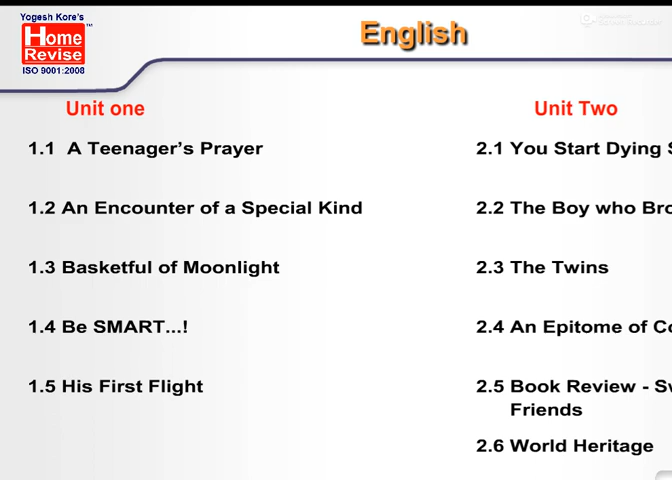 Yogesh Kore's
Home
Revise
TM
ISO 9001:2008
English
Unit one
1.1 A Teenager's Prayer
1.2 An Encounter of a Special Kind
1.3 Basketful of Moonlight
1.4 Be SMART...!
1.5 His First Flight
Unit Two
2.1 You Start Dying S
2.2 The Boy who Bro
2.3 The Twins
2.4 An Epitome of Co
2.5 Book Review - Sw
Friends
2.6 World Heritage